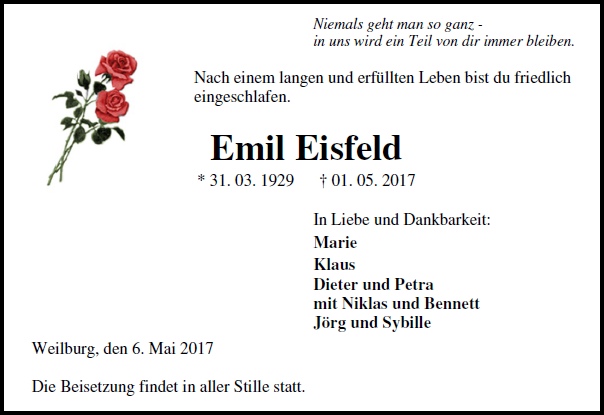 Niemals geht man so ganz -
in uns wird ein Teil von dir immer bleiben.
Nach einem langen und erfüllten Leben bist du friedlich
eingeschlafen.
Emil Eisfeld
* 31. 03. 1929 † 01. 05. 2017
In Liebe und Dankbarkeit:
Marie
Klaus
Dieter und Petra
mit Niklas und Bennett
Jörg und Sybille
Weilburg, den 6. Mai 2017
Die Beisetzung findet in aller Stille statt.